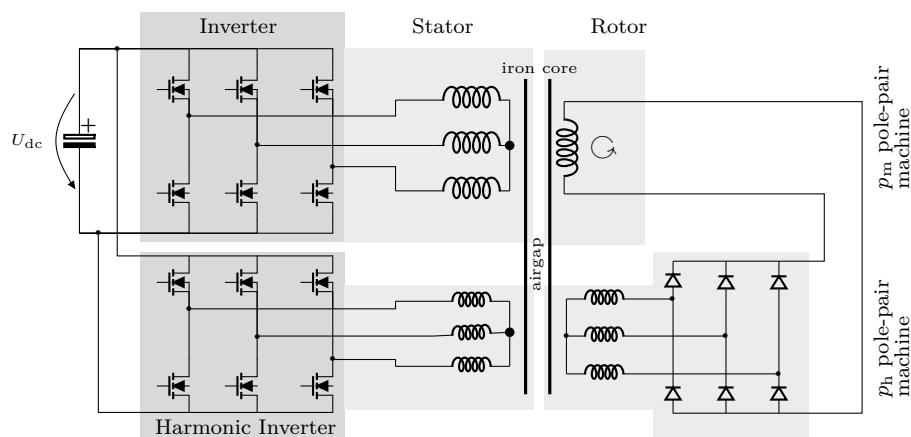 Inverter
Stator
Rotor
iron core
+
U_dc
airgap
p_m pole-pair
machine
p_h pole-pair
machine
Harmonic Inverter